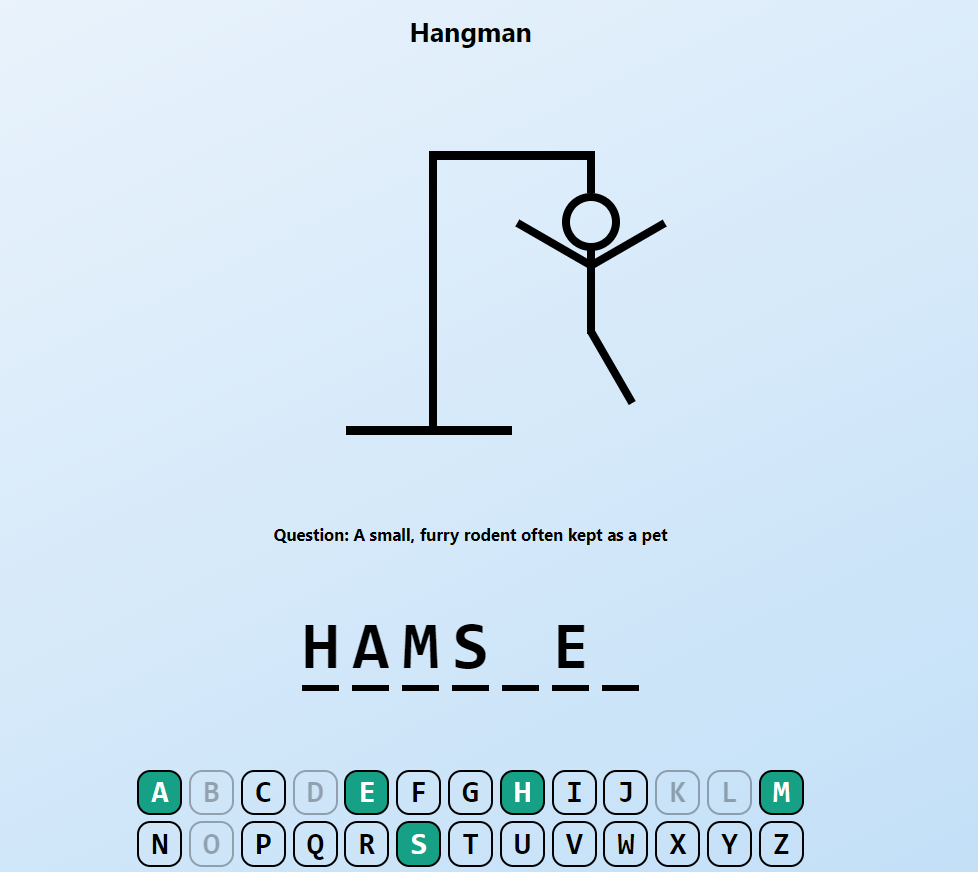 Hangman
Question: A small, furry rodent often kept as a pet
H A M S _ E _
A B C D E F G H I J K L M
N O P Q R S T U V W X Y Z